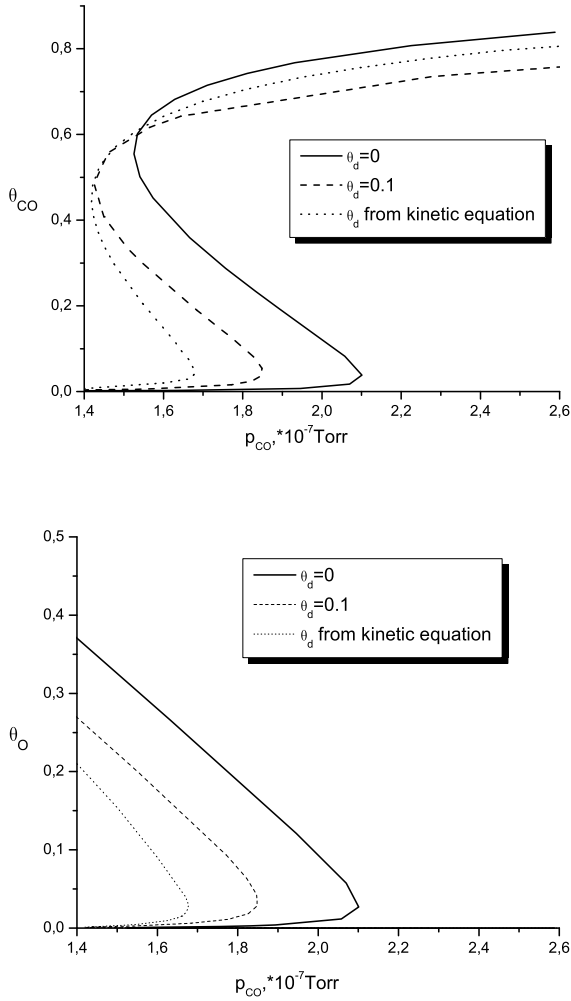 0,8
0,6
θCO
0,4
0,2
0,0
θd=0
θd=0.1
θd from kinetic equation
1,4 1,6 1,8 2,0 2,2 2,4 2,6
pCO,*10-7Torr
0,5
0,4
0,3
θO
0,2
0,1
0,0
θd=0
θd=0.1
θd from kinetic equation
1,4 1,6 1,8 2,0 2,2 2,4 2,6
pCO,*10-7Torr